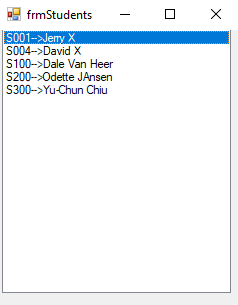 frmStudents
S001-->Jerry X
S004-->David X
S100-->Dale Van Heer
S200-->Odette JAnsen
S300-->Yu-Chun Chiu